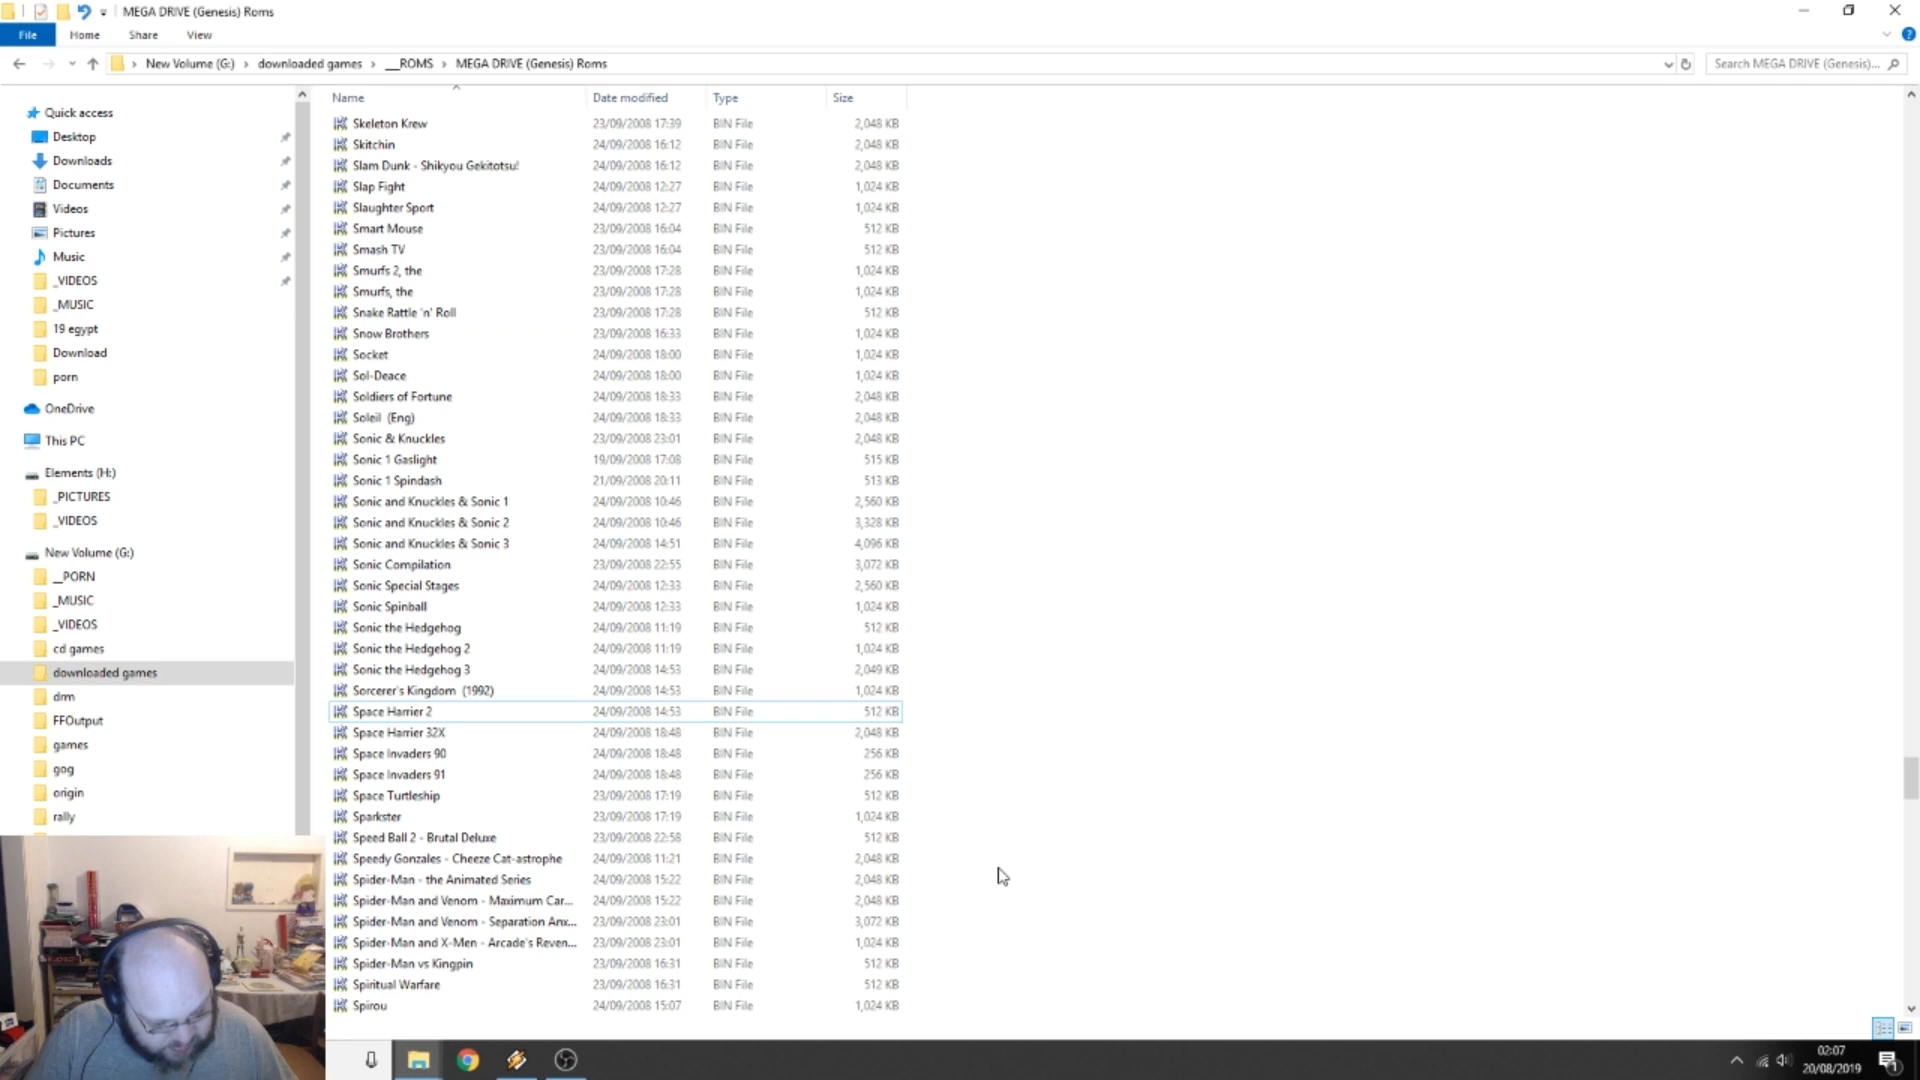 MEGA DRIVE (Genesis) Roms
File Home Share View
New Volume (G:) > downloaded games > __ROMS > MEGA DRIVE (Genesis) Roms
Search MEGA DRIVE (Genesis)...
Quick access
Desktop
Downloads
Documents
Videos
Pictures
Music
_VIDEOS
_MUSIC
19 egypt
Download
porn
OneDrive
This PC
Elements (H:)
_PICTURES
_VIDEOS
New Volume (G:)
__PORN
_MUSIC
_VIDEOS
cd games
downloaded games
drm
FFOutput
games
gog
origin
rally
Name Date modified Type Size
Skeleton Krew 23/09/2008 17:39 BIN File 2,048 KB
Skitchin 24/09/2008 16:12 BIN File 2,048 KB
Slam Dunk - Shikyou Gekitotsu! 24/09/2008 16:12 BIN File 2,048 KB
Slap Fight 24/09/2008 12:27 BIN File 1,024 KB
Slaughter Sport 24/09/2008 12:27 BIN File 1,024 KB
Smart Mouse 23/09/2008 16:04 BIN File 512 KB
Smash TV 23/09/2008 16:04 BIN File 512 KB
Smurfs 2, the 23/09/2008 17:28 BIN File 1,024 KB
Smurfs, the 23/09/2008 17:28 BIN File 1,024 KB
Snake Rattle 'n' Roll 23/09/2008 17:28 BIN File 512 KB
Snow Brothers 23/09/2008 16:33 BIN File 1,024 KB
Socket 24/09/2008 18:00 BIN File 1,024 KB
Sol-Deace 24/09/2008 18:00 BIN File 1,024 KB
Soldiers of Fortune 24/09/2008 18:33 BIN File 2,048 KB
Soleil (Eng) 24/09/2008 18:33 BIN File 2,048 KB
Sonic & Knuckles 23/09/2008 23:01 BIN File 2,048 KB
Sonic 1 Gaslight 19/09/2008 17:08 BIN File 515 KB
Sonic 1 Spindash 21/09/2008 20:11 BIN File 513 KB
Sonic and Knuckles & Sonic 1 24/09/2008 10:46 BIN File 2,560 KB
Sonic and Knuckles & Sonic 2 24/09/2008 10:46 BIN File 3,328 KB
Sonic and Knuckles & Sonic 3 24/09/2008 14:51 BIN File 4,096 KB
Sonic Compilation 23/09/2008 22:55 BIN File 3,072 KB
Sonic Special Stages 24/09/2008 12:33 BIN File 2,560 KB
Sonic Spinball 24/09/2008 12:33 BIN File 1,024 KB
Sonic the Hedgehog 24/09/2008 11:19 BIN File 512 KB
Sonic the Hedgehog 2 24/09/2008 11:19 BIN File 1,024 KB
Sonic the Hedgehog 3 24/09/2008 14:53 BIN File 2,049 KB
Sorcerer's Kingdom (1992) 24/09/2008 14:53 BIN File 1,024 KB
Space Harrier 2 24/09/2008 14:53 BIN File 512 KB
Space Harrier 32X 24/09/2008 18:48 BIN File 2,048 KB
Space Invaders 90 24/09/2008 18:48 BIN File 256 KB
Space Invaders 91 24/09/2008 18:48 BIN File 256 KB
Space Turtleship 23/09/2008 17:19 BIN File 512 KB
Sparkster 23/09/2008 17:19 BIN File 1,024 KB
Speed Ball 2 - Brutal Deluxe 23/09/2008 22:58 BIN File 512 KB
Speedy Gonzales - Cheeze Cat-astrophe 24/09/2008 11:21 BIN File 2,048 KB
Spider-Man - the Animated Series 24/09/2008 15:22 BIN File 2,048 KB
Spider-Man and Venom - Maximum Car... 24/09/2008 15:22 BIN File 2,048 KB
Spider-Man and Venom - Separation Anx... 23/09/2008 23:01 BIN File 3,072 KB
Spider-Man and X-Men - Arcade's Reven... 23/09/2008 23:01 BIN File 1,024 KB
Spider-Man vs Kingpin 23/09/2008 16:31 BIN File 512 KB
Spiritual Warfare 23/09/2008 16:31 BIN File 512 KB
Spirou 24/09/2008 15:07 BIN File 1,024 KB
02:07
20/08/2019
1